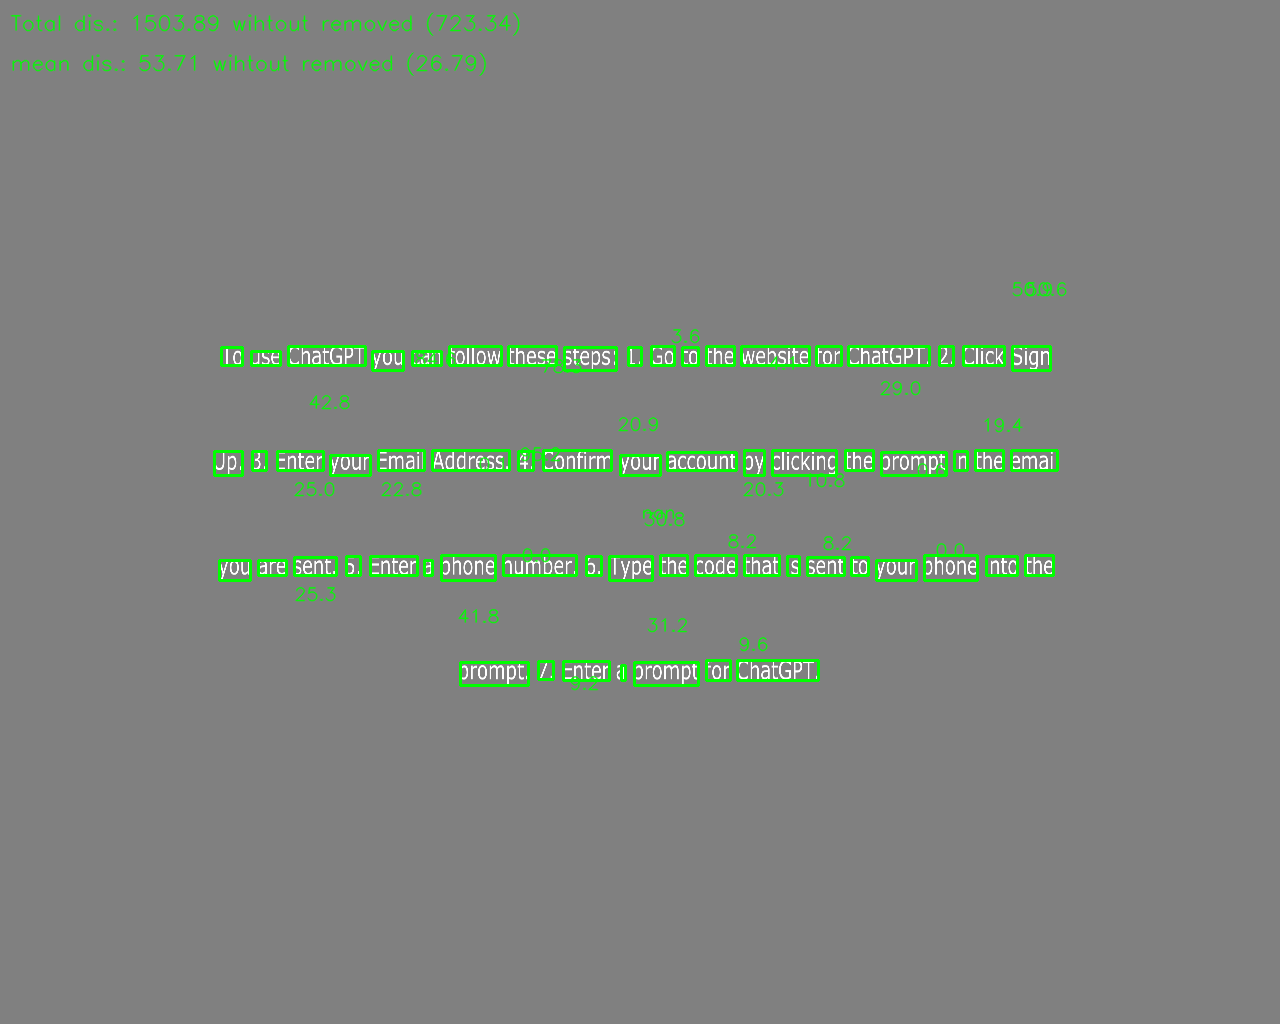 Total dis.: 1503.89 wihtout removed (723.34)
mean dis.: 53.71 wihtout removed (26.79)
50.6
3.6
To use ChatGPT you can follow these steps: 1. Go to the website for ChatGPT. 2. Click Sign
29.0
42.8
20.9
19.4
Up. 3. Enter your Email Address. 4. Confirm your account by clicking the prompt in the email
10.8
25.0 22.8 20.3
nan
30.8
8.2 8.2
0.0
9.9
you are sent. 5. Enter a phone number. 6. Type the code that is sent to your phone into the
25.3
41.8
31.2
9.6
prompt. 7. Enter a prompt for ChatGPT.
9.2